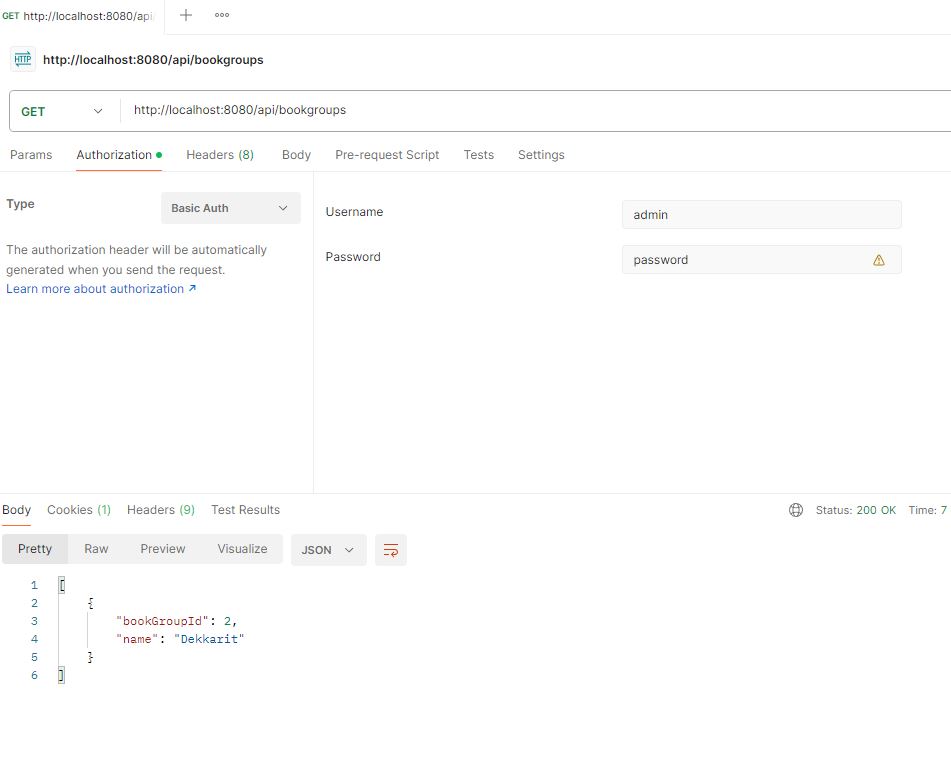 GET http://localhost:8080/api/
HTTP http://localhost:8080/api/bookgroups
GET http://localhost:8080/api/bookgroups
Params Authorization Headers (8) Body Pre-request Script Tests Settings
Type Basic Auth
Username admin
The authorization header will be automatically
generated when you send the request.
Learn more about authorization ↗
Password password
Body Cookies (1) Headers (9) Test Results Status: 200 OK Time: 7
Pretty Raw Preview Visualize JSON
1 [
2 {
3 "bookGroupId": 2,
4 "name": "Dekkarit"
5 }
6 ]